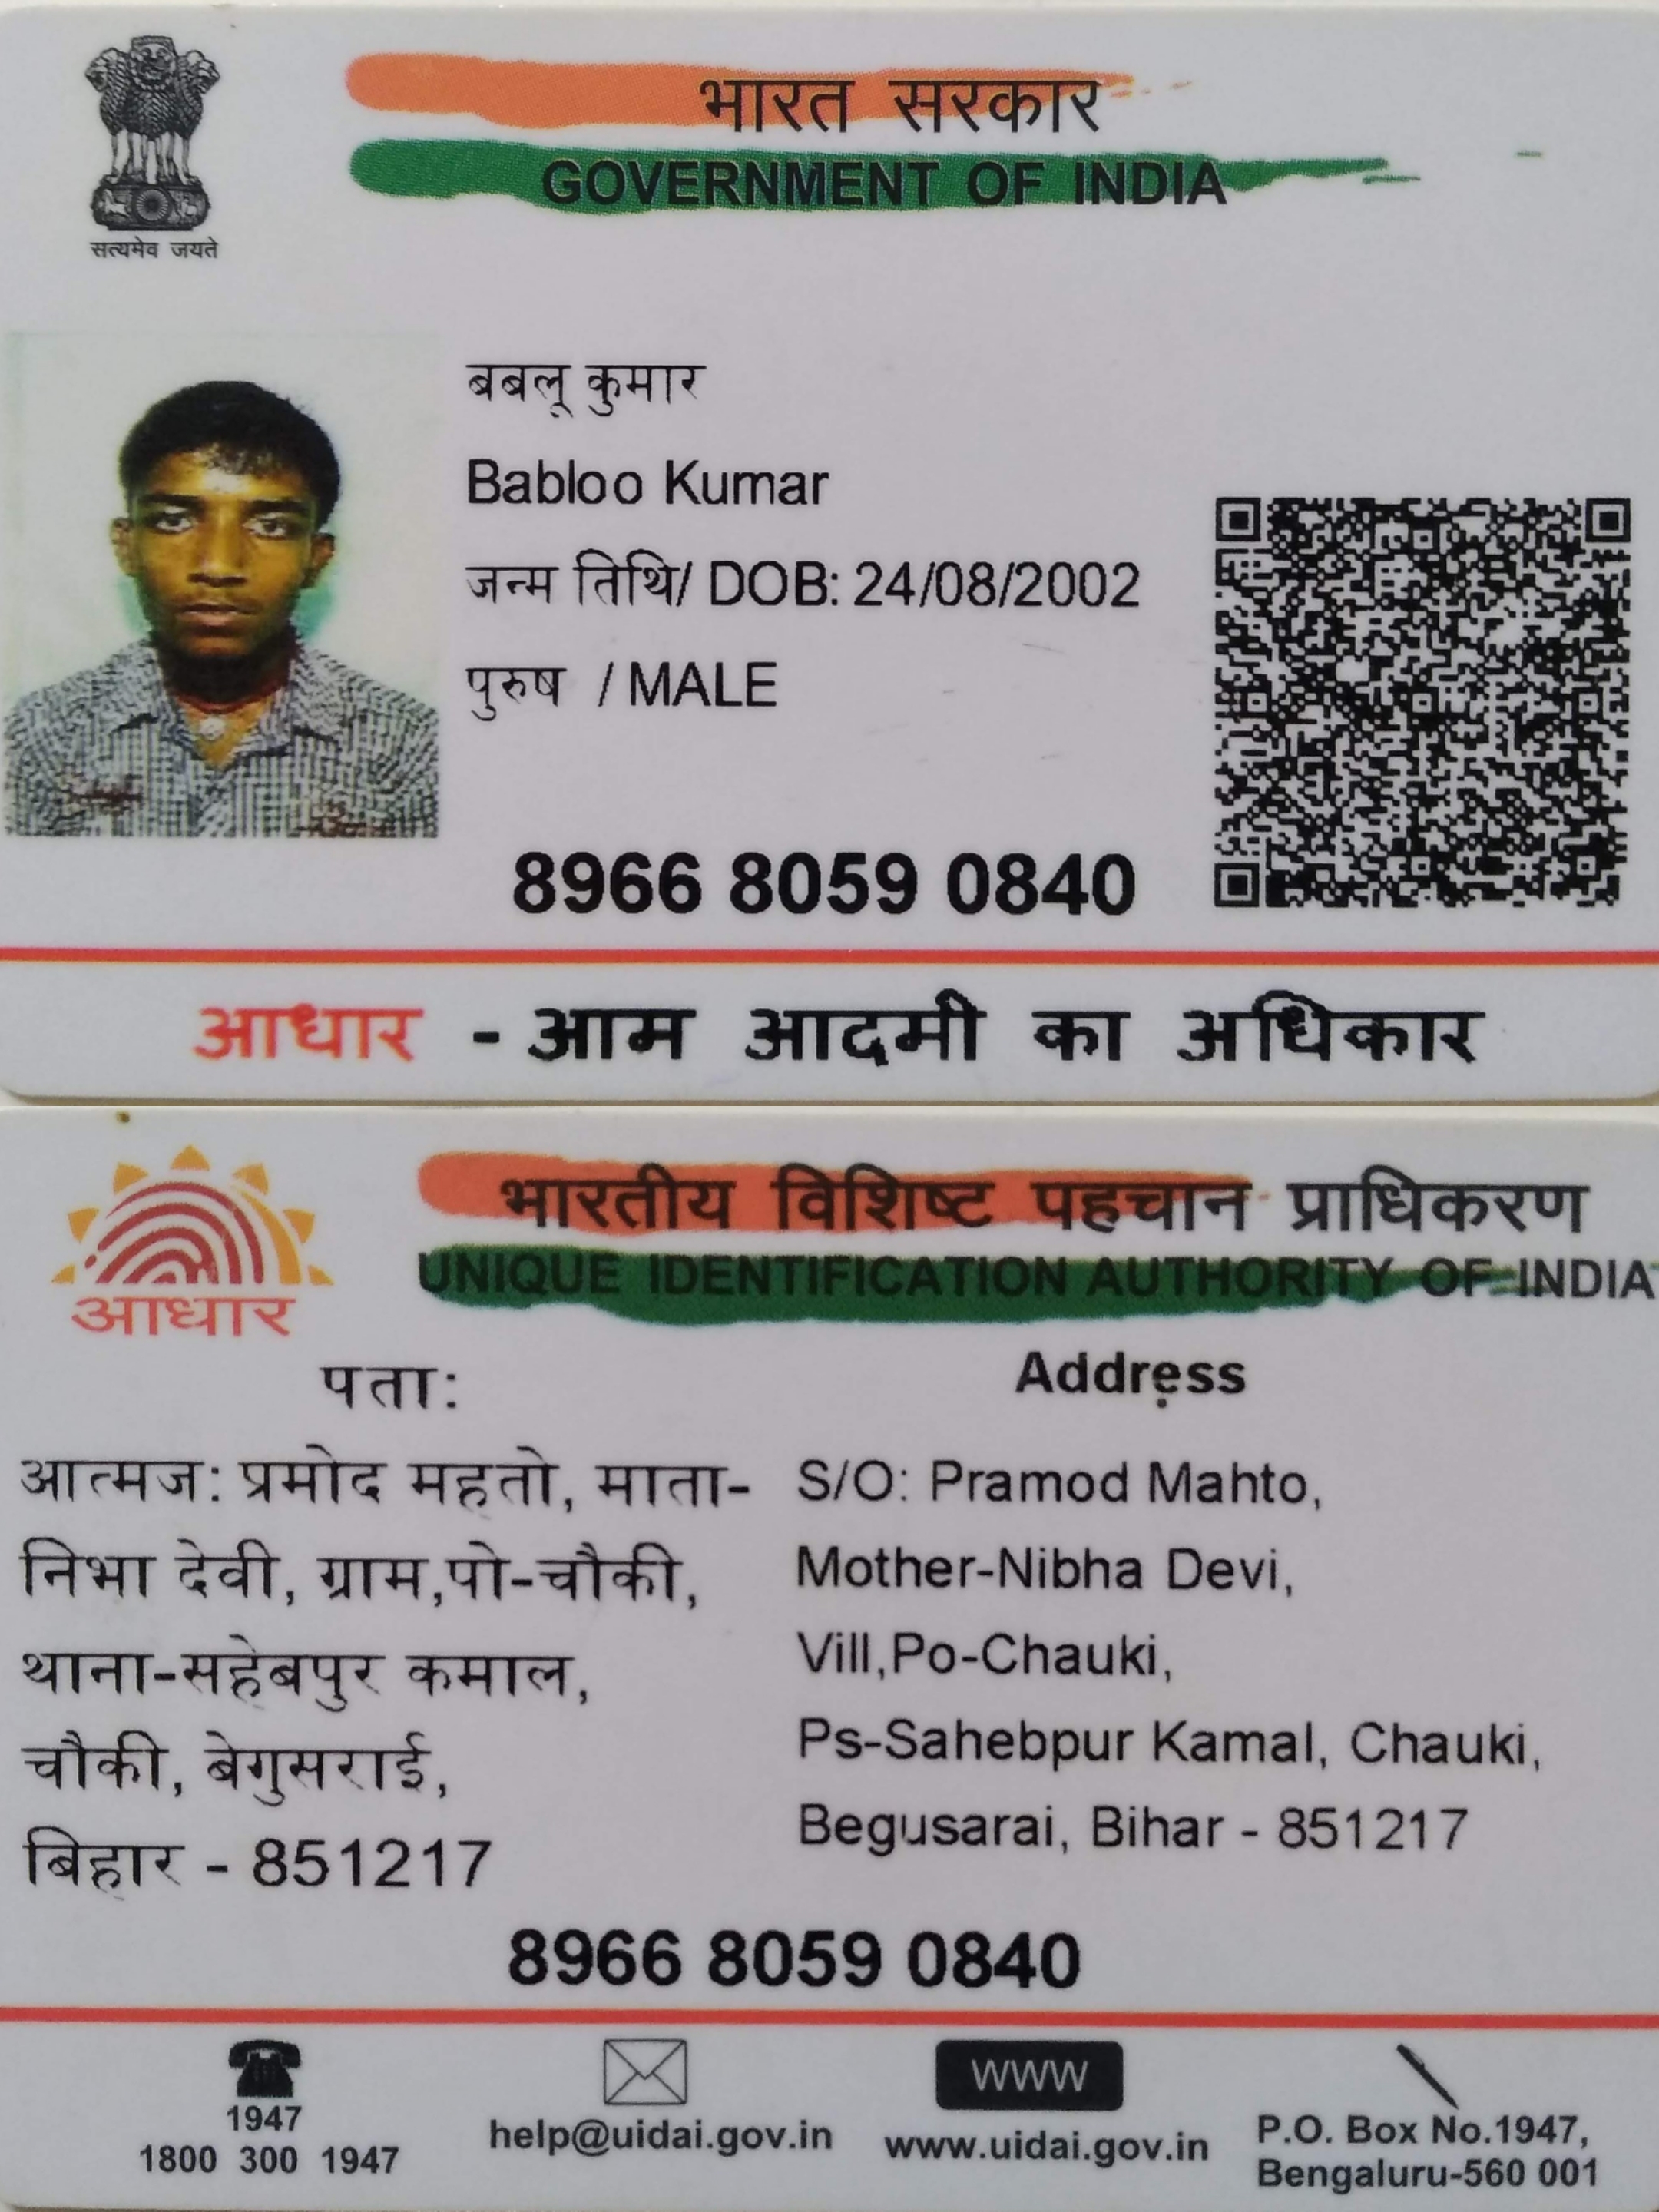 भारत सरकार
GOVERNMENT OF INDIA
सत्यमेव जयते
बबलू कुमार
Babloo Kumar
जन्म तिथि/ DOB: 24/08/2002
पुरुष / MALE
8966 8059 0840
आधार - आम आदमी का अधिकार
भारतीय विशिष्ट पहचान प्राधिकरण
UNIQUE IDENTIFICATION AUTHORITY OF INDIA
आधार
पता:
आत्मज: प्रमोद महतो, माता-
निभा देवी, ग्राम,पो-चौकी,
थाना-सहेबपुर कमाल,
चौकी, बेगुसराई,
बिहार - 851217
Address
S/O: Pramod Mahto,
Mother-Nibha Devi,
Vill,Po-Chauki,
Ps-Sahebpur Kamal, Chauki,
Begusarai, Bihar - 851217
8966 8059 0840
1947
1800 300 1947
help@uidai.gov.in
WWW
www.uidai.gov.in
P.O. Box No.1947,
Bengaluru-560 001